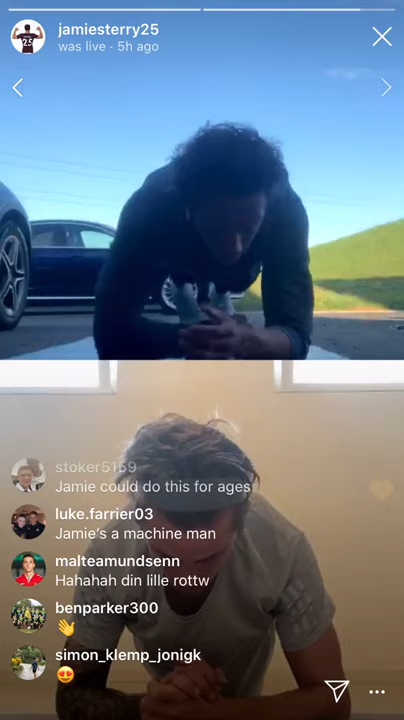 jamiesterry25
was live · 5h ago
stoker5159
Jamie could do this for ages
luke.farrier03
Jamie's a machine man
malteamundsenn
Hahahah din lille rottw
benparker300
👋
simon_klemp_jonigk
😍